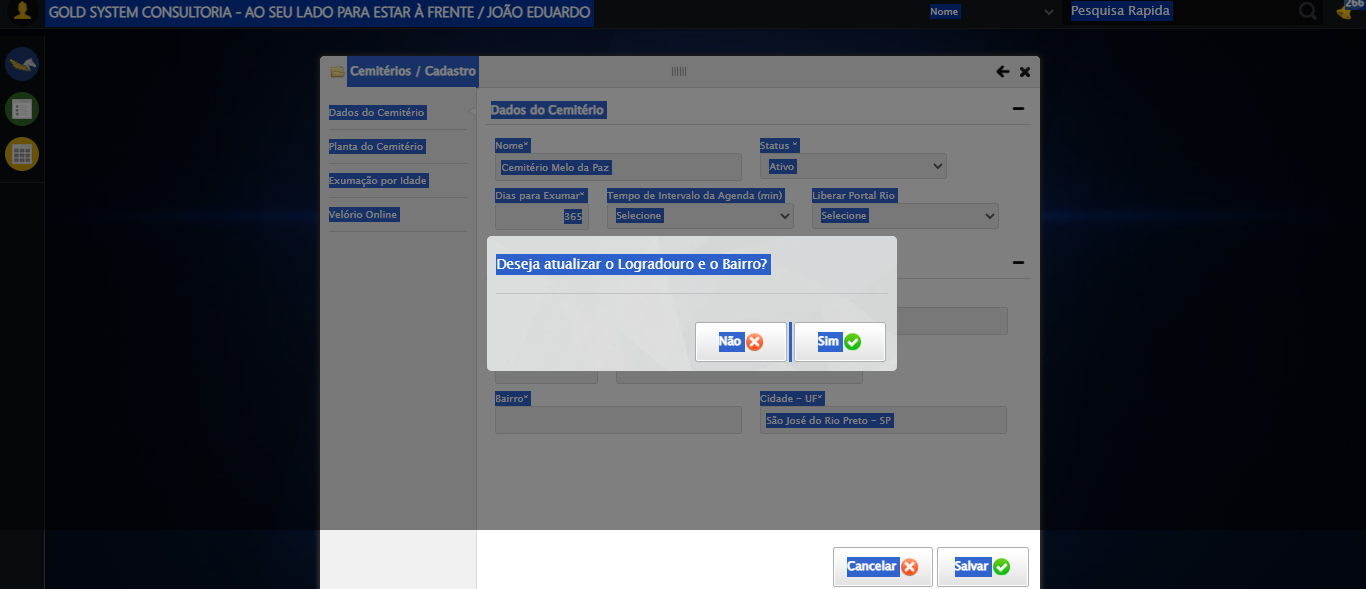 GOLD SYSTEM CONSULTORIA - AO SEU LADO PARA ESTAR À FRENTE / JOÃO EDUARDO
Nome
Pesquisa Rapida
266
Cemitérios / Cadastro
Dados do Cemitério
Planta do Cemitério
Exumação por Idade
Velório Online
Dados do Cemitério
Nome*
Status *
Cemitério Melo da Paz
Ativo
Dias para Exumar*
Tempo de Intervalo da Agenda (min)
Liberar Portal Rio
365
Selecione
Selecione
Deseja atualizar o Logradouro e o Bairro?
Não
Sim
Bairro*
Cidade - UF*
São José do Rio Preto - SP
Cancelar
Salvar